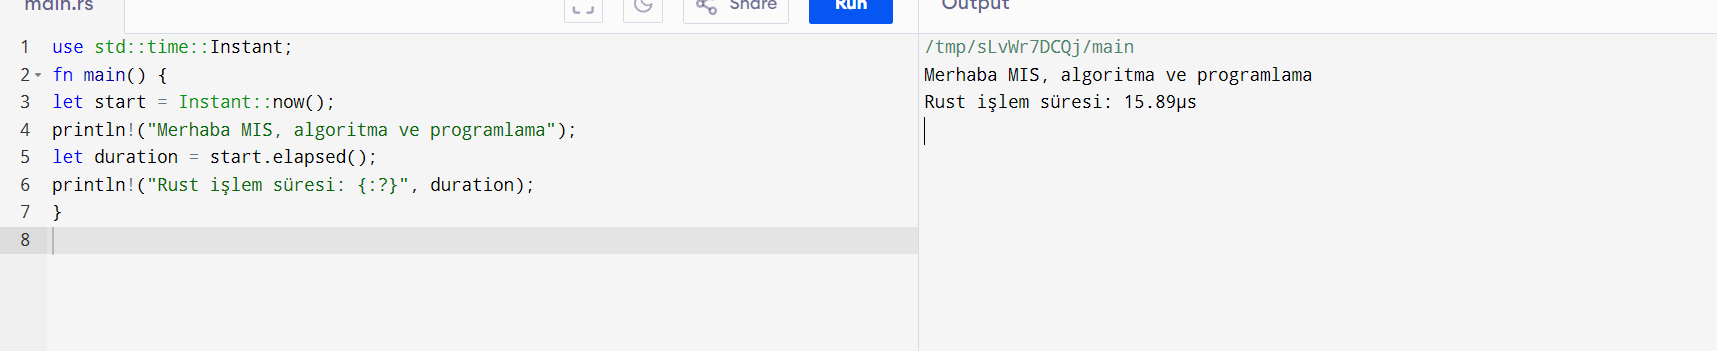 main.rs
Share
Run
Output
1 use std::time::Instant;
2 fn main() {
3 let start = Instant::now();
4 println!("Merhaba MIS, algoritma ve programlama");
5 let duration = start.elapsed();
6 println!("Rust işlem süresi: {:?}", duration);
7 }
8
/tmp/sLvWr7DCQj/main
Merhaba MIS, algoritma ve programlama
Rust işlem süresi: 15.89µs